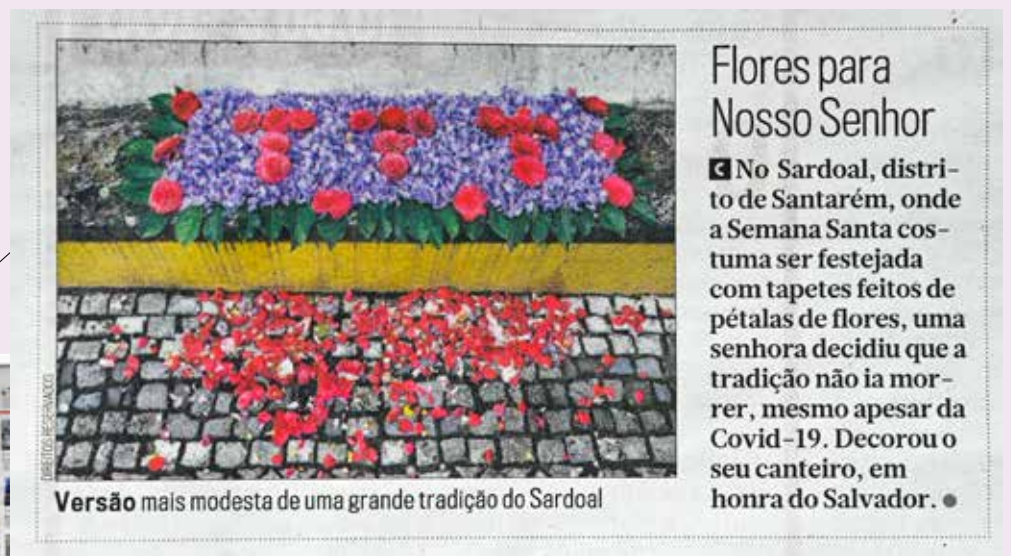 Flores para
Nosso Senhor
C No Sardoal, distri-
to de Santarém, onde
a Semana Santa cos-
tuma ser festejada
com tapetes feitos de
pétalas de flores, uma
senhora decidiu que a
tradição não ia mor-
rer, mesmo apesar da
Covid-19. Decorou o
seu canteiro, em
honra do Salvador.
DIREITOS RESERVADOS
Versão mais modesta de uma grande tradição do Sardoal